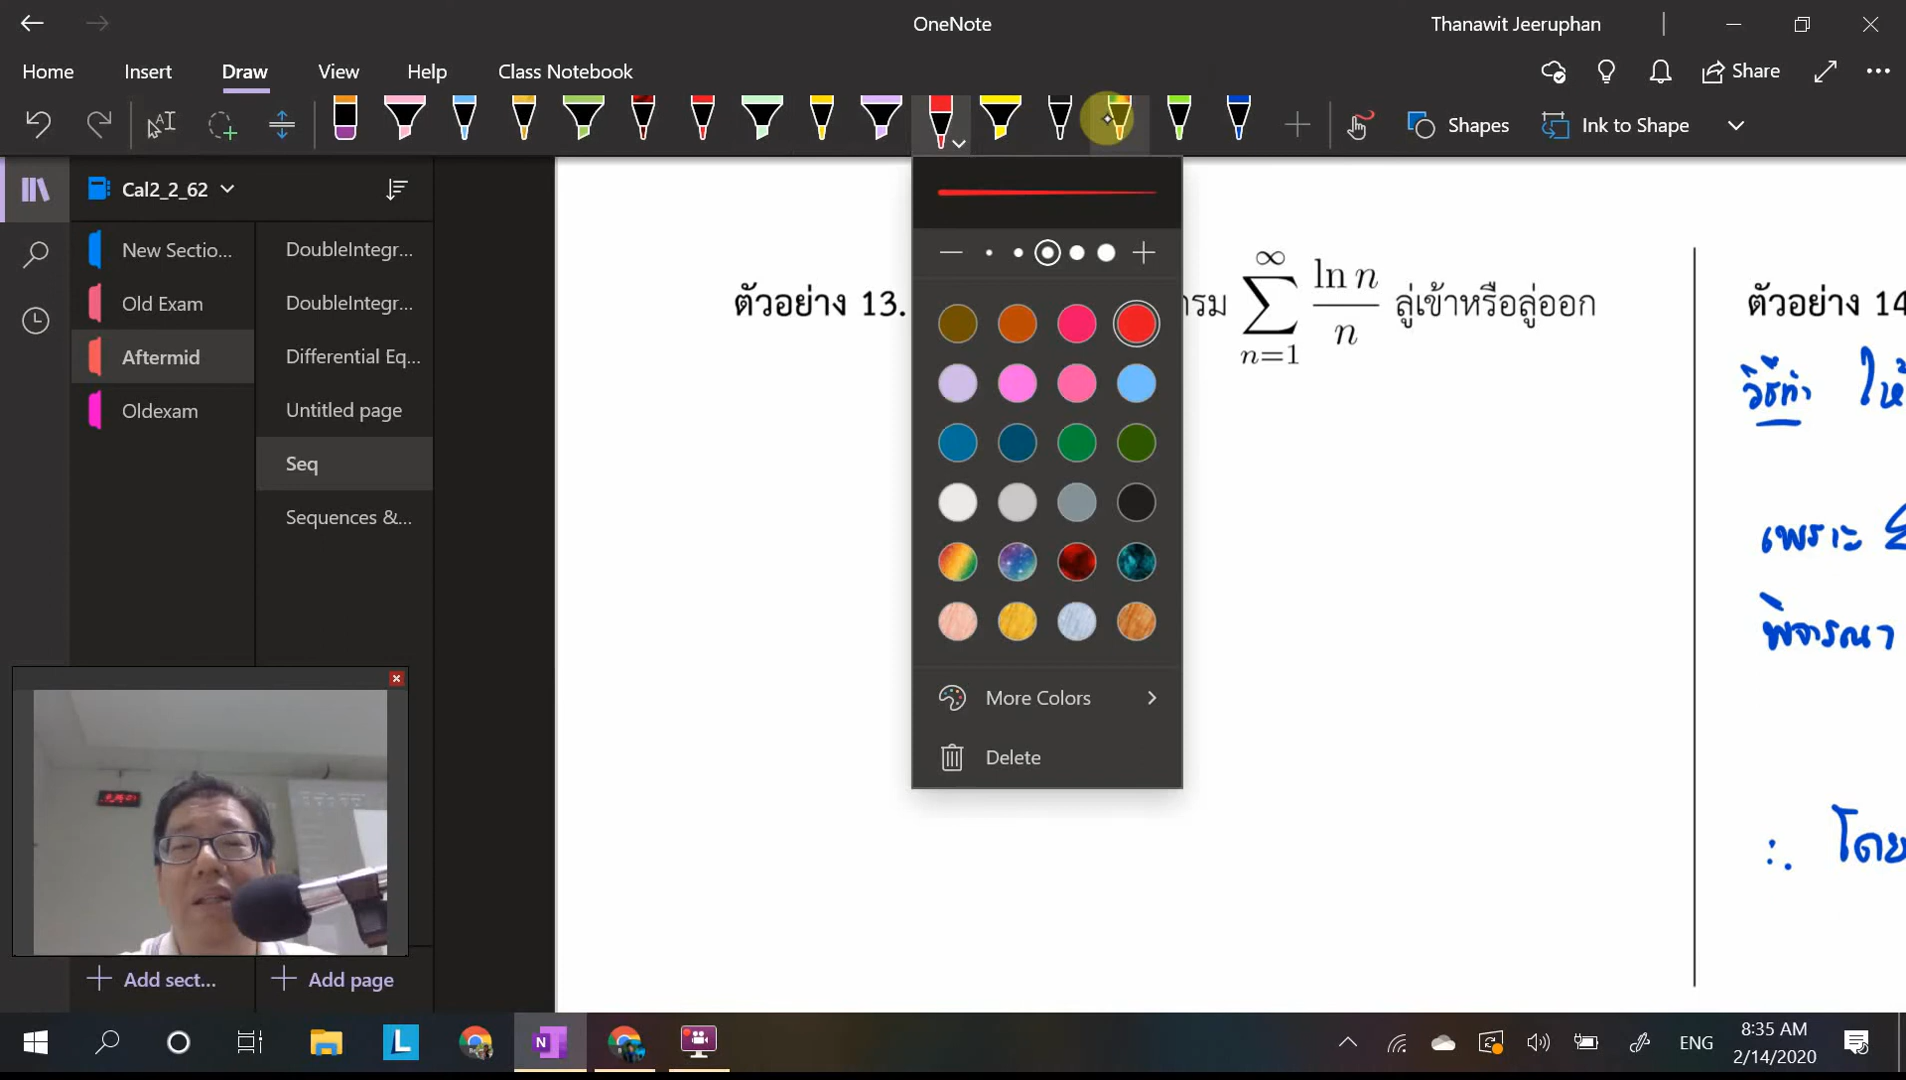 OneNote
Thanawit Jeeruphan
Home
Insert
Draw
View
Help
Class Notebook
Share
Shapes
Ink to Shape
Cal2_2_62
New Sectio...
Old Exam
Aftermid
Oldexam
DoubleIntegr...
DoubleIntegr...
Differential Eq...
Untitled page
Seq
Sequences &...
ตัวอย่าง 13.
รม ∑ n=1 ∞ ln n / n ลู่เข้าหรือลู่ออก
ตัวอย่าง 14
วิธีทำ ให้
เพราะ
พิจารณา
∴ โดย
More Colors
Delete
Add sect...
Add page
ENG
8:35 AM
2/14/2020